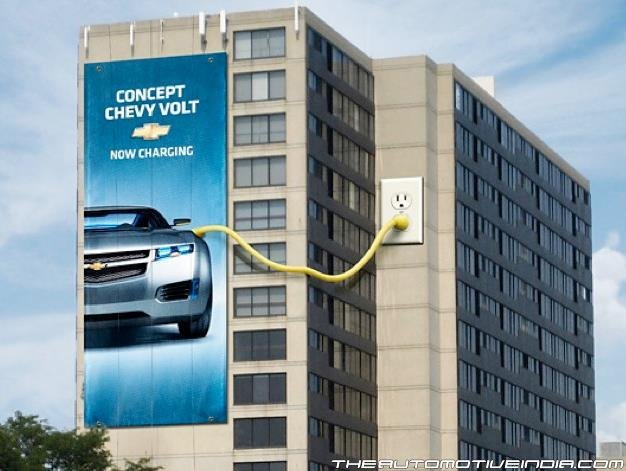 CONCEPT
CHEVY VOLT
NOW CHARGING
THEAUTOMOTIVEINDIA.COM